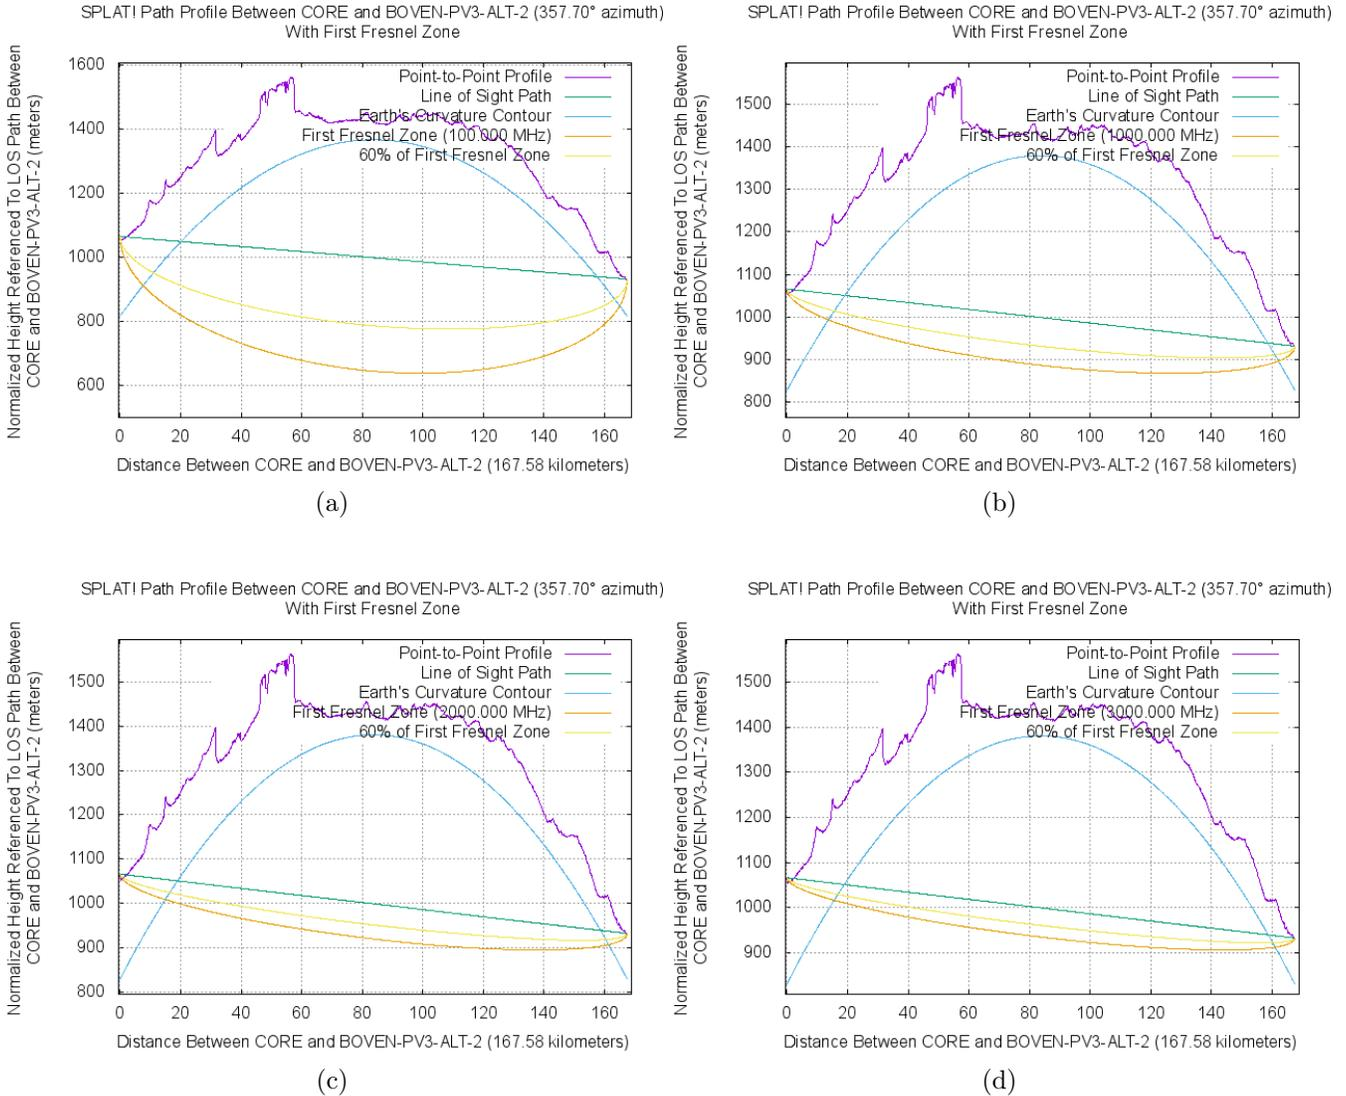 SPLAT! Path Profile Between CORE and BOVEN-PV3-ALT-2 (357.70° azimuth)
With First Fresnel Zone
Normalized Height Referenced To LOS Path Between
CORE and BOVEN-PV3-ALT-2 (meters)
1600
1400
1200
1000
800
600
Point-to-Point Profile
Line of Sight Path
Earth's Curvature Contour
First Fresnel Zone (100.000 MHz)
60% of First Fresnel Zone
0 20 40 60 80 100 120 140 160
Distance Between CORE and BOVEN-PV3-ALT-2 (167.58 kilometers)
(a)
SPLAT! Path Profile Between CORE and BOVEN-PV3-ALT-2 (357.70° azimuth)
With First Fresnel Zone
Normalized Height Referenced To LOS Path Between
CORE and BOVEN-PV3-ALT-2 (meters)
1500
1400
1300
1200
1100
1000
900
800
Point-to-Point Profile
Line of Sight Path
Earth's Curvature Contour
First Fresnel Zone (1000.000 MHz)
60% of First Fresnel Zone
0 20 40 60 80 100 120 140 160
Distance Between CORE and BOVEN-PV3-ALT-2 (167.58 kilometers)
(b)
SPLAT! Path Profile Between CORE and BOVEN-PV3-ALT-2 (357.70° azimuth)
With First Fresnel Zone
Normalized Height Referenced To LOS Path Between
CORE and BOVEN-PV3-ALT-2 (meters)
1500
1400
1300
1200
1100
1000
900
800
Point-to-Point Profile
Line of Sight Path
Earth's Curvature Contour
First Fresnel Zone (2000.000 MHz)
60% of First Fresnel Zone
0 20 40 60 80 100 120 140 160
Distance Between CORE and BOVEN-PV3-ALT-2 (167.58 kilometers)
(c)
SPLAT! Path Profile Between CORE and BOVEN-PV3-ALT-2 (357.70° azimuth)
With First Fresnel Zone
Normalized Height Referenced To LOS Path Between
CORE and BOVEN-PV3-ALT-2 (meters)
1500
1400
1300
1200
1100
1000
900
Point-to-Point Profile
Line of Sight Path
Earth's Curvature Contour
First Fresnel Zone (3000.000 MHz)
60% of First Fresnel Zone
0 20 40 60 80 100 120 140 160
Distance Between CORE and BOVEN-PV3-ALT-2 (167.58 kilometers)
(d)